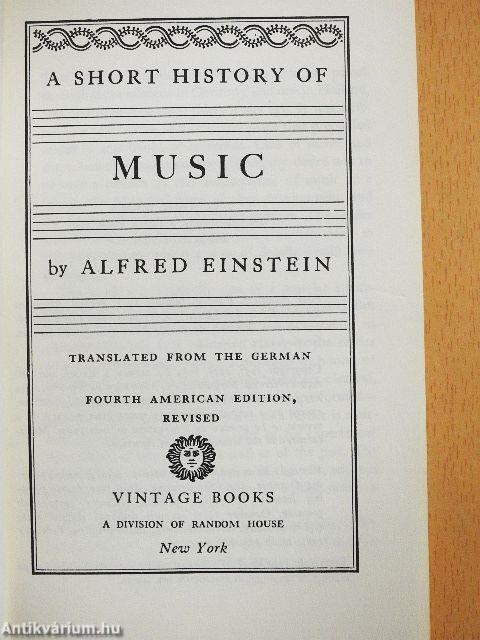 A SHORT HISTORY OF
MUSIC
by ALFRED EINSTEIN
TRANSLATED FROM THE GERMAN
FOURTH AMERICAN EDITION,
REVISED
VINTAGE BOOKS
A DIVISION OF RANDOM HOUSE
New York
Antikvárium.hu